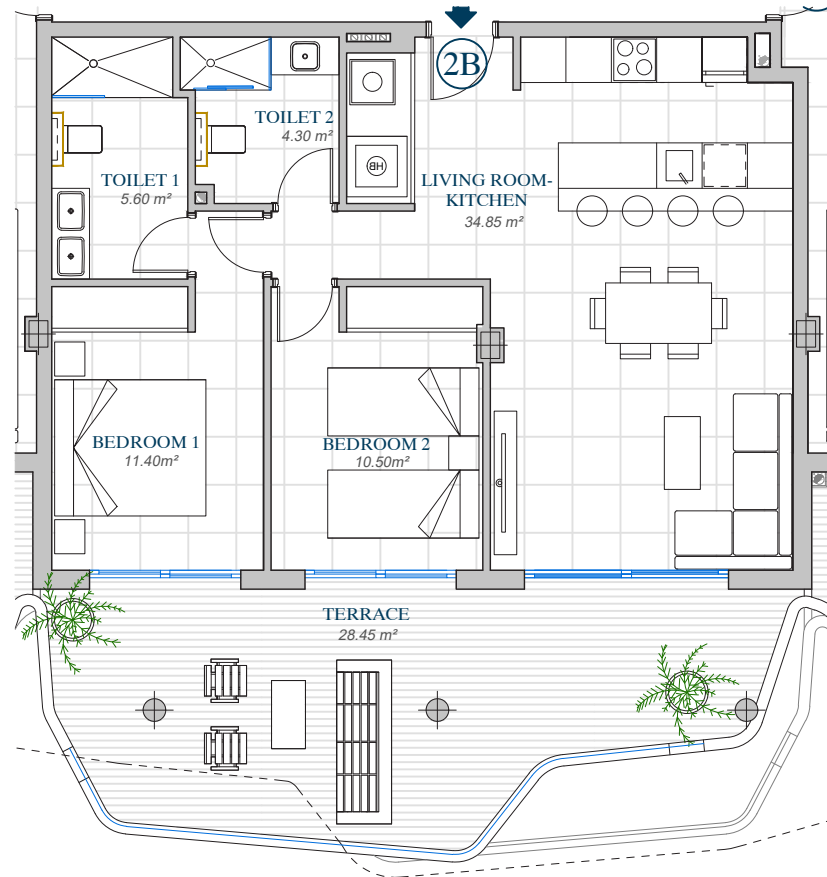 2B
TOILET 2
4.30 m²
TOILET 1
5.60 m²
HB
LIVING ROOM-
KITCHEN
34.85 m²
BEDROOM 1
11.40m²
BEDROOM 2
10.50m²
TERRACE
28.45 m²